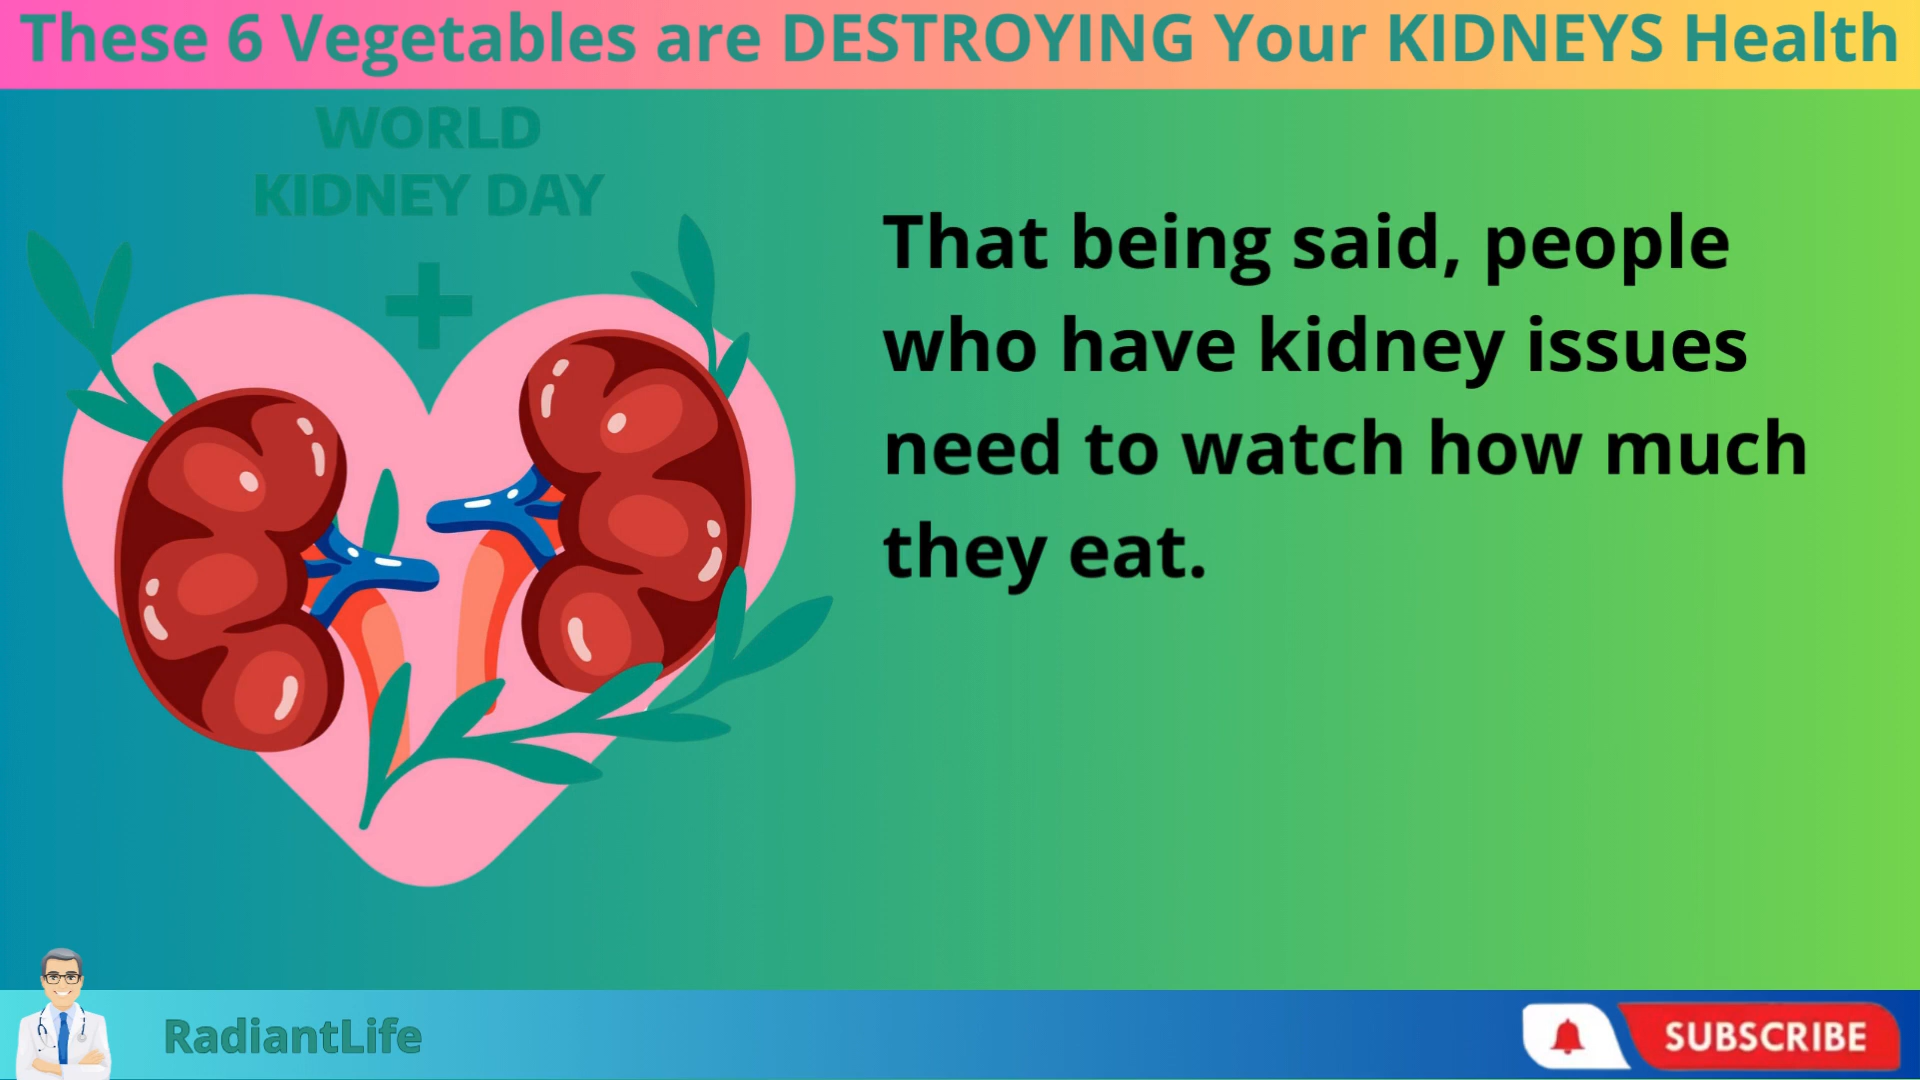 These 6 Vegetables are DESTROYING Your KIDNEYS Health
WORLD
KIDNEY DAY
That being said, people
who have kidney issues
need to watch how much
they eat.
RadiantLife
SUBSCRIBE